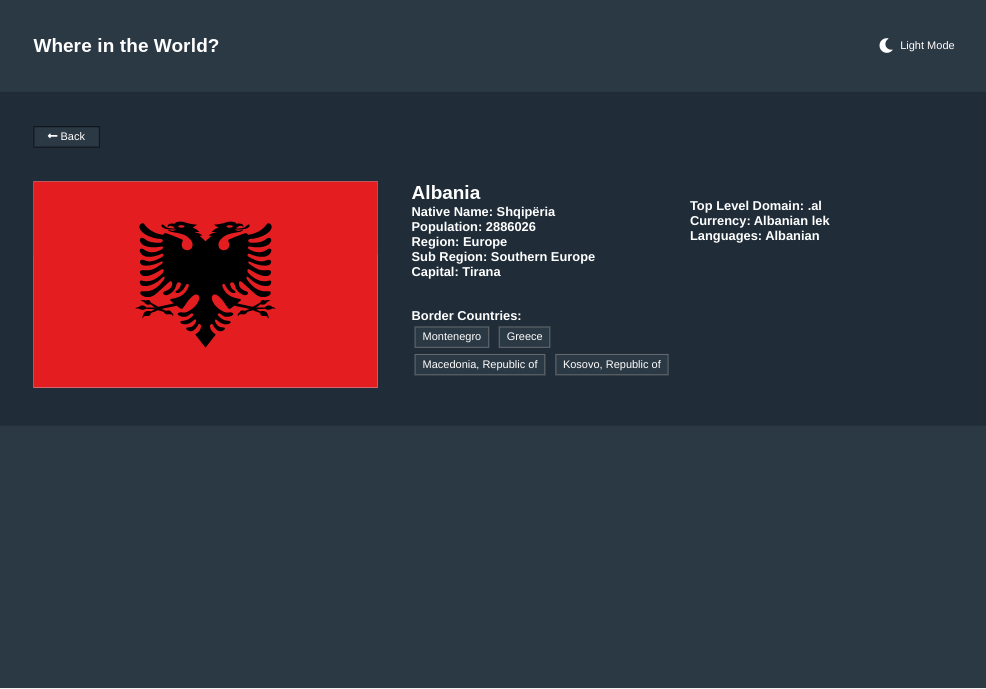 Where in the World?
Light Mode
Back
Albania
Native Name: Shqipëria
Population: 2886026
Region: Europe
Sub Region: Southern Europe
Capital: Tirana
Top Level Domain: .al
Currency: Albanian lek
Languages: Albanian
Border Countries:
Montenegro Greece
Macedonia, Republic of Kosovo, Republic of